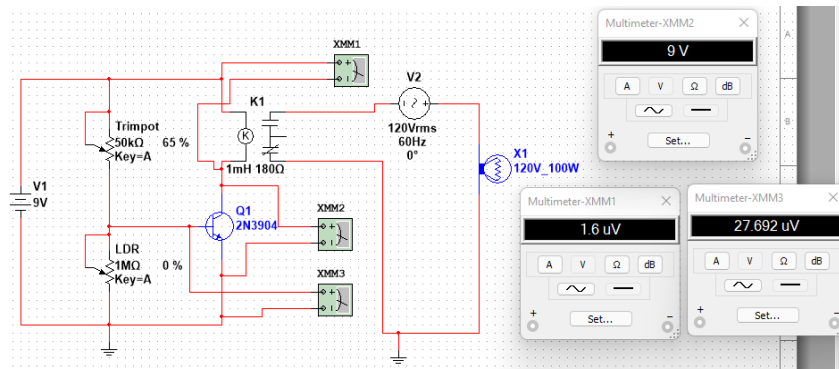 XMM1
K1
K
1mH 180Ω
V2
120Vrms
60Hz
0°
Trimpot
50kΩ 65 %
Key=A
V1
9V
Q1
2N3904
LDR
1MΩ 0 %
Key=A
XMM2
XMM3
X1
120V_100W
A
B
Multimeter-XMM2
9 V
A V Ω dB
+ Set... -
Multimeter-XMM1
1.6 uV
A V Ω dB
+ Set... -
Multimeter-XMM3
27.692 uV
A V Ω dB
+ Set... -